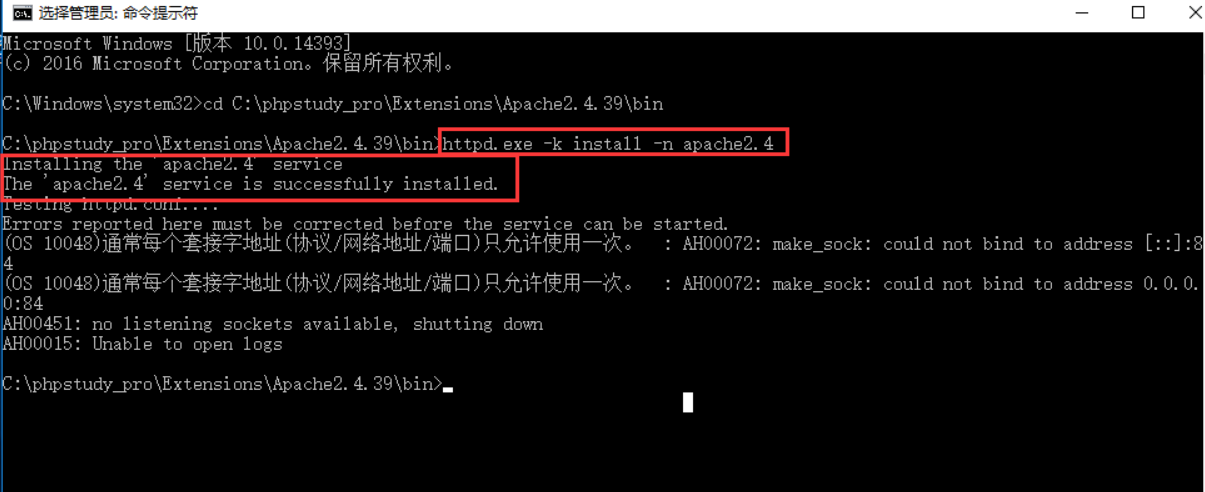 选择管理员: 命令提示符
Microsoft Windows [版本 10.0.14393]
(c) 2016 Microsoft Corporation。保留所有权利。
C:\Windows\system32>cd C:\phpstudy_pro\Extensions\Apache2.4.39\bin
C:\phpstudy_pro\Extensions\Apache2.4.39\bin>httpd.exe -k install -n apache2.4
Installing the 'apache2.4' service
The 'apache2.4' service is successfully installed.
Testing httpd.conf....
Errors reported here must be corrected before the service can be started.
(OS 10048)通常每个套接字地址(协议/网络地址/端口)只允许使用一次。  : AH00072: make_sock: could not bind to address [::]:8
4
(OS 10048)通常每个套接字地址(协议/网络地址/端口)只允许使用一次。  : AH00072: make_sock: could not bind to address 0.0.0.
0:84
AH00451: no listening sockets available, shutting down
AH00015: Unable to open logs
C:\phpstudy_pro\Extensions\Apache2.4.39\bin>